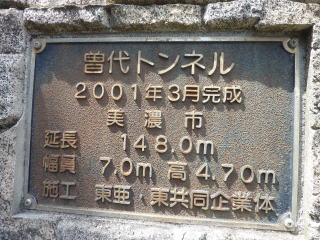 曽代トンネル
2001年3月完成
美濃市
延長 148.0m
幅員 7.0m 高 4.70m
施工 東亜・東共同企業体